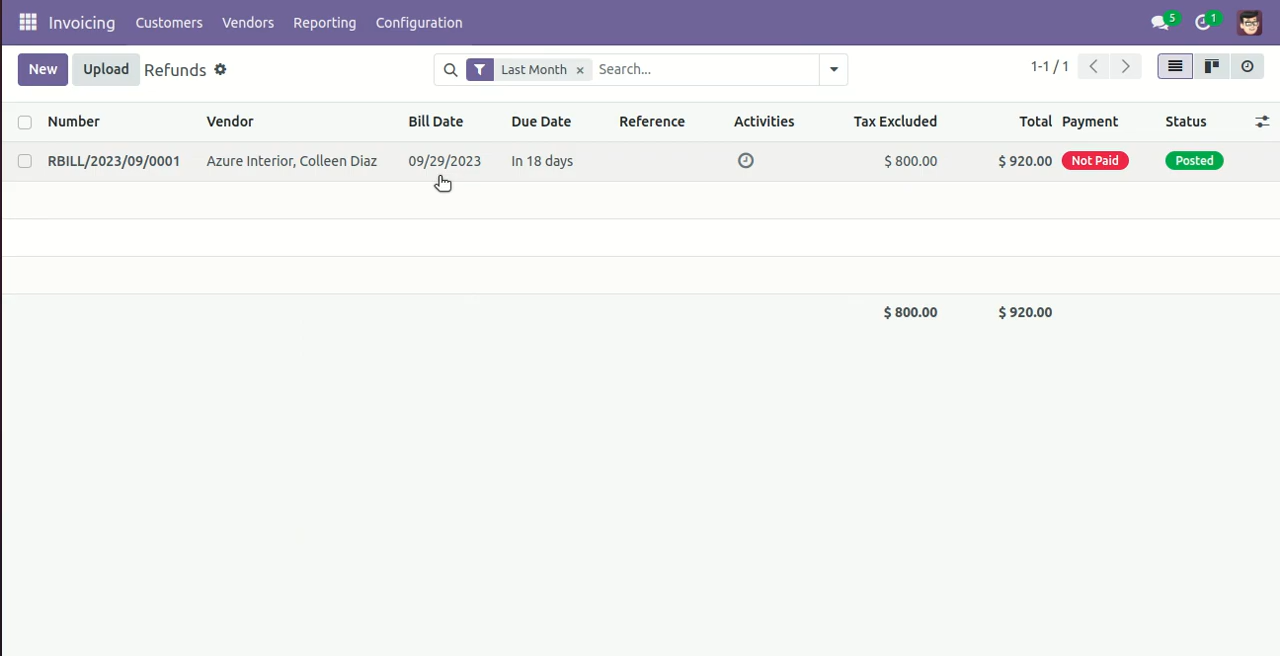 Invoicing Customers Vendors Reporting Configuration 5 1
New Upload Refunds Last Month × Search... 1-1 / 1
Number Vendor Bill Date Due Date Reference Activities Tax Excluded Total Payment Status
RBILL/2023/09/0001 Azure Interior, Colleen Diaz 09/29/2023 In 18 days $ 800.00 $ 920.00 Not Paid Posted
$ 800.00 $ 920.00